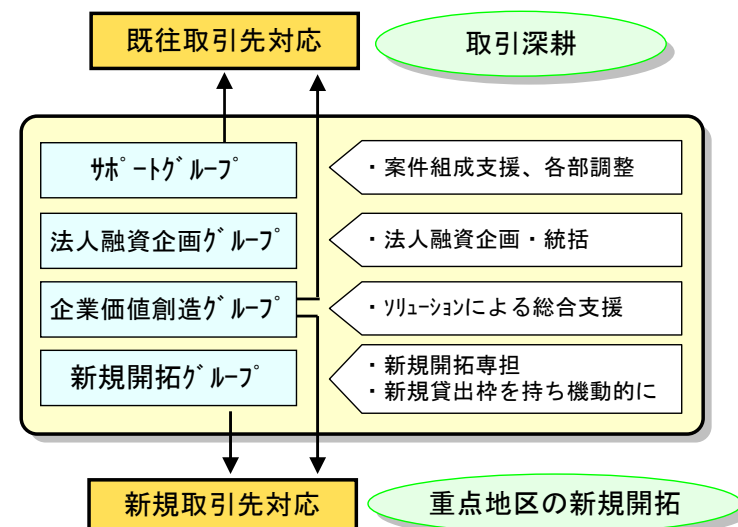 既往取引先対応
取引深耕
ｻﾎﾟｰﾄｸﾞﾙｰﾌﾟ
・案件組成支援、各部調整
法人融資企画ｸﾞﾙｰﾌﾟ
・法人融資企画・統括
企業価値創造ｸﾞﾙｰﾌﾟ
・ｿﾘｭｰｼｮﾝによる総合支援
新規開拓ｸﾞﾙｰﾌﾟ
・新規開拓専担
・新規貸出枠を持ち機動的に
新規取引先対応
重点地区の新規開拓